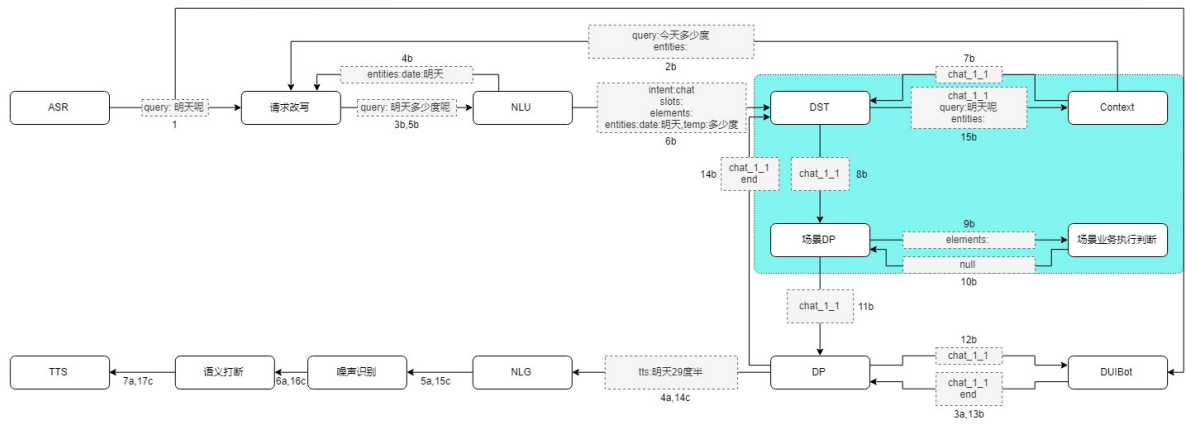 query:今天多少度
entities:
2b
4b
entities:date:明天
7b
chat_1_1
ASR
query: 明天呢
1
请求改写
query: 明天多少度呢
3b,5b
NLU
intent:chat
slots:
elements:
entities:date:明天,temp:多少度
6b
DST
chat_1_1
query:明天呢
entities:
15b
Context
14b
chat_1_1
end
chat_1_1
8b
场景DP
9b
elements:
null
10b
场景业务执行判断
chat_1_1
11b
TTS
7a,17c
语义打断
6a,16c
噪声识别
5a,15c
NLG
tts:明天29度半
4a,14c
DP
12b
chat_1_1
chat_1_1
end
3a,13b
DUIBot